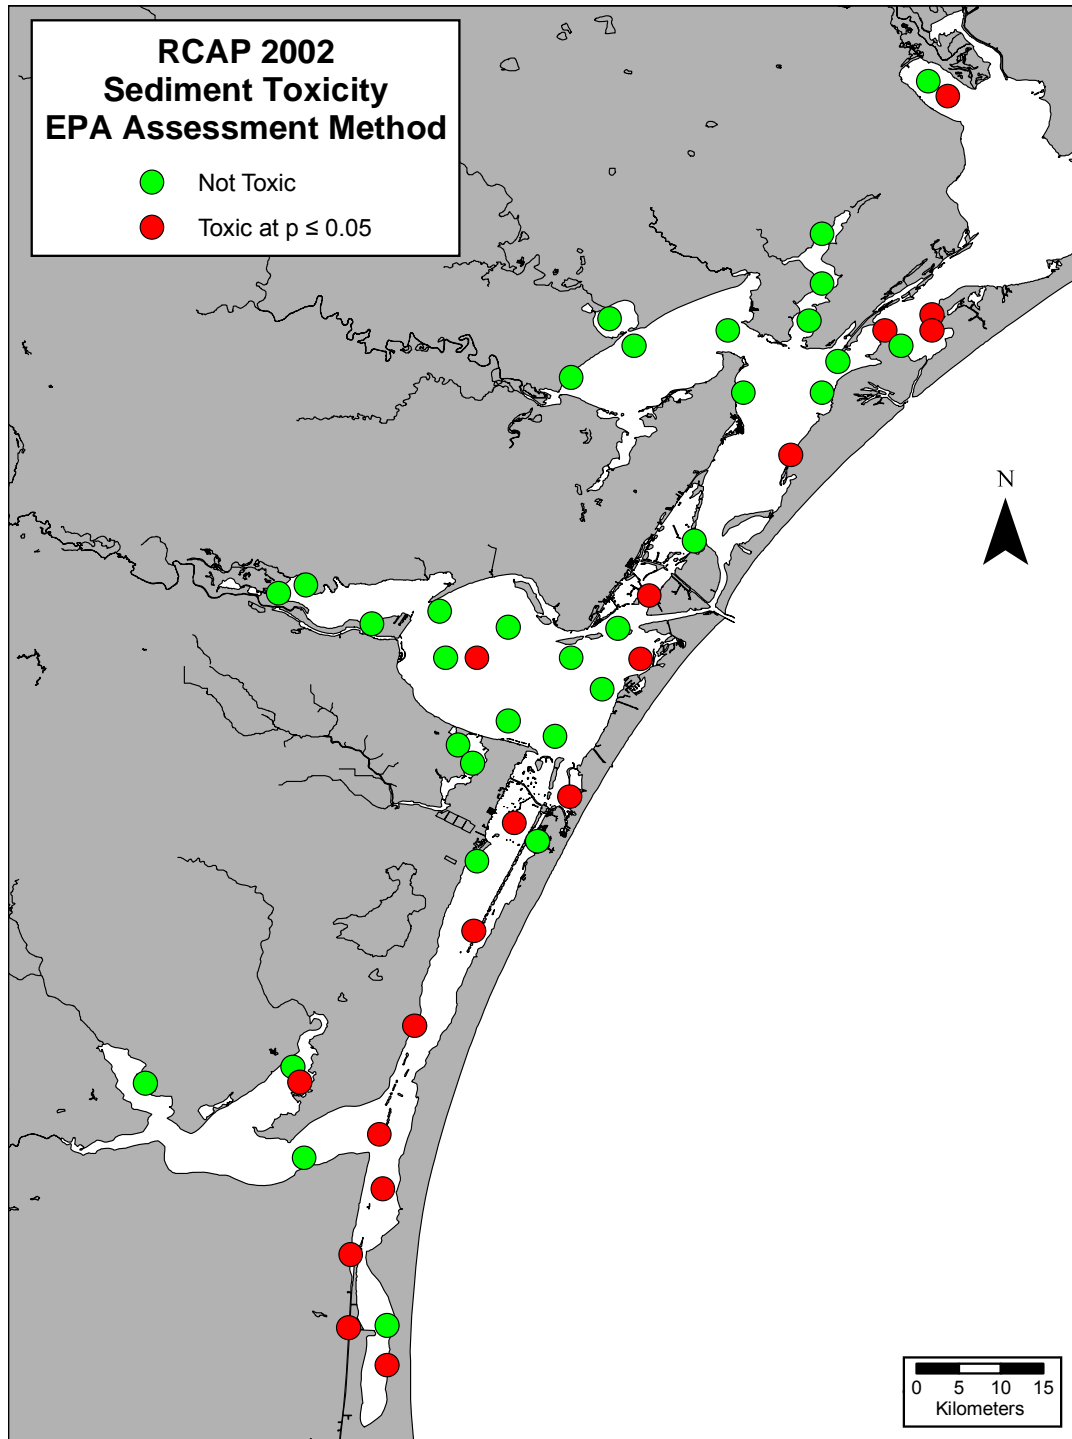 RCAP 2002
Sediment Toxicity
EPA Assessment Method
Not Toxic
Toxic at p ≤ 0.05
N
0 5 10 15
Kilometers